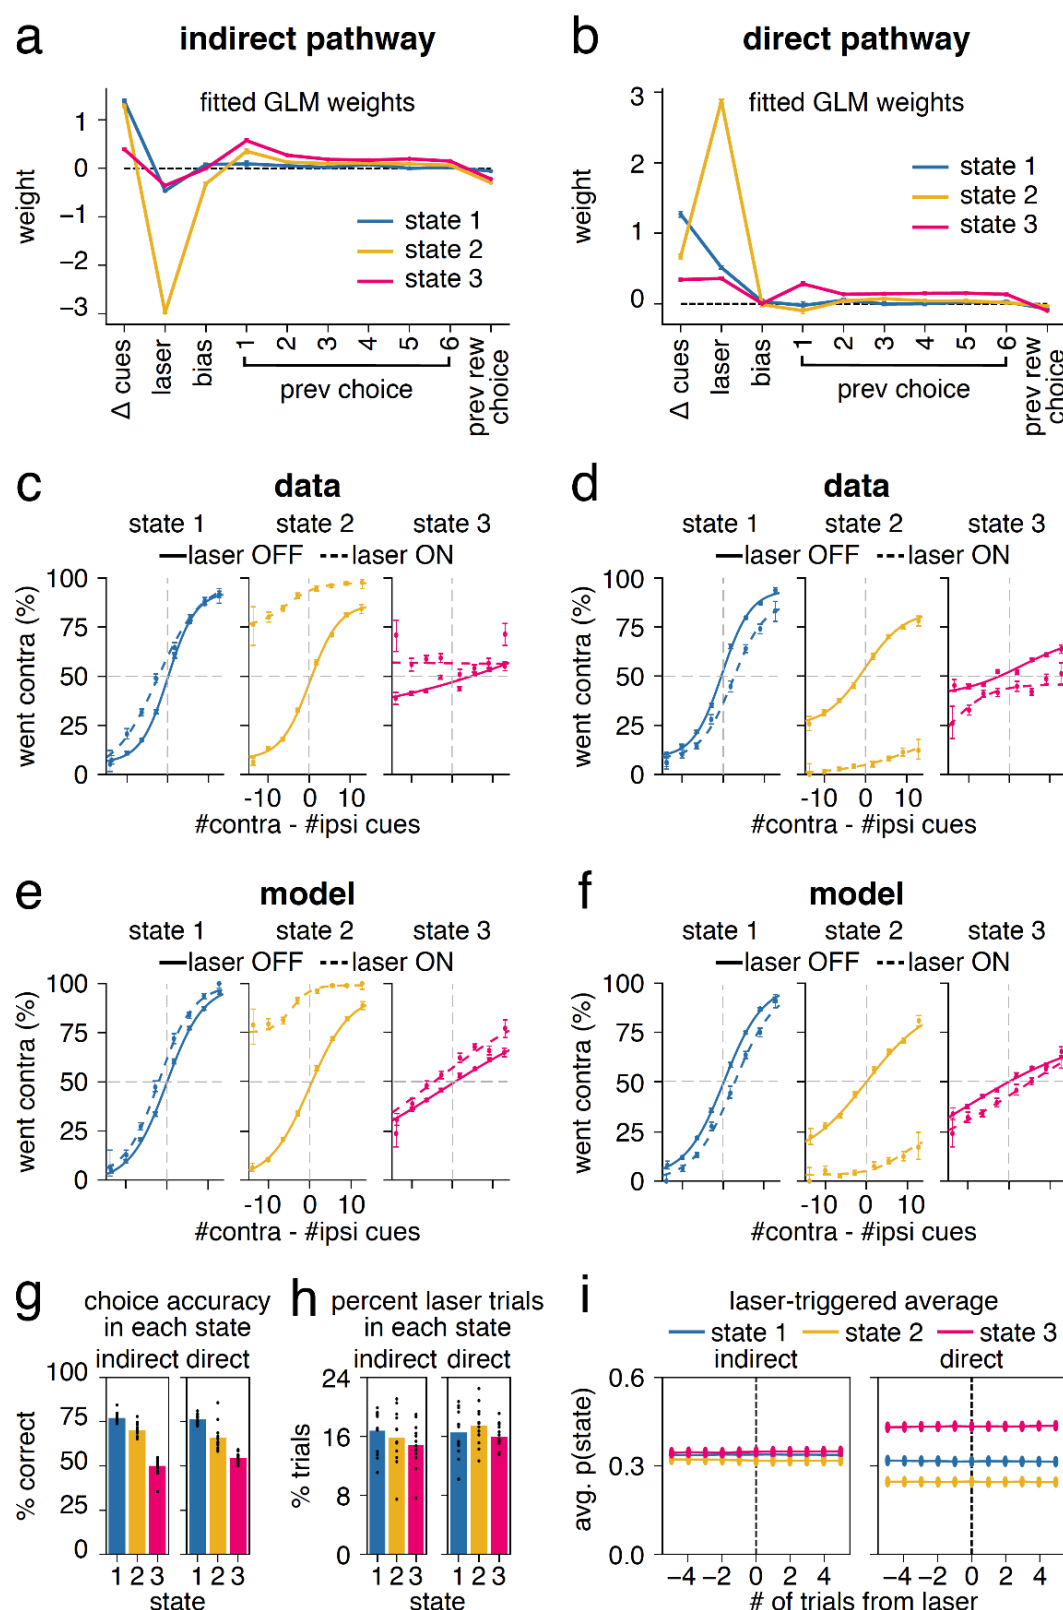 a indirect pathway
fitted GLM weights
weight
1
0
−1
−2
−3
state 1
state 2
state 3
Δ cues
laser
bias
1
2
3
4
5
6
prev choice
prev rew
choice
b direct pathway
fitted GLM weights
weight
3
2
1
0
state 1
state 2
state 3
Δ cues
laser
bias
1
2
3
4
5
6
prev choice
prev rew
choice
c data
state 1 state 2 state 3
laser OFF laser ON
went contra (%)
100
75
50
25
0
-10 0 10
#contra - #ipsi cues
d data
state 1 state 2 state 3
laser OFF laser ON
went contra (%)
100
75
50
25
0
-10 0 10
#contra - #ipsi cues
e model
state 1 state 2 state 3
laser OFF laser ON
went contra (%)
100
75
50
25
0
-10 0 10
#contra - #ipsi cues
f model
state 1 state 2 state 3
laser OFF laser ON
went contra (%)
100
75
50
25
0
-10 0 10
#contra - #ipsi cues
g choice accuracy
in each state
indirect direct
% correct
100
75
50
25
0
1 2 3 1 2 3
state
h percent laser trials
in each state
indirect direct
% trials
24
16
8
0
1 2 3 1 2 3
state
i laser-triggered average
state 1 state 2 state 3
indirect direct
avg. p(state)
0.6
0.3
0.0
−4 −2 0 2 4 −4 −2 0 2 4
# of trials from laser